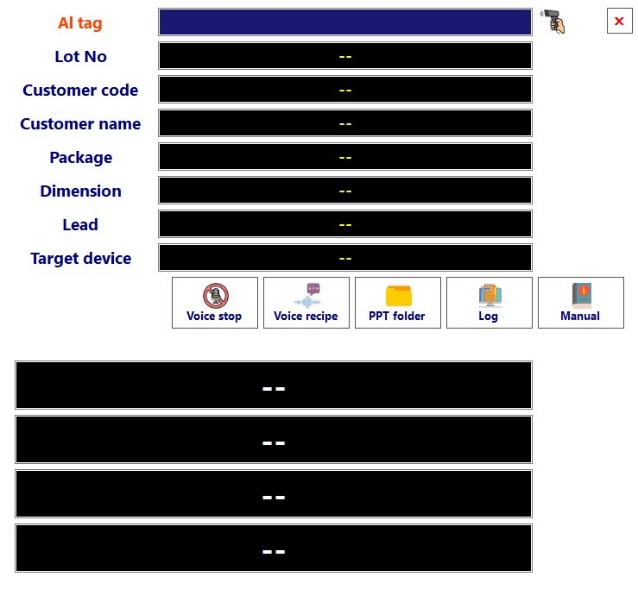 Al tag
Lot No
--
Customer code
--
Customer name
--
Package
--
Dimension
--
Lead
--
Target device
--
Voice stop
Voice recipe
PPT folder
Log
Manual
--
--
--
--